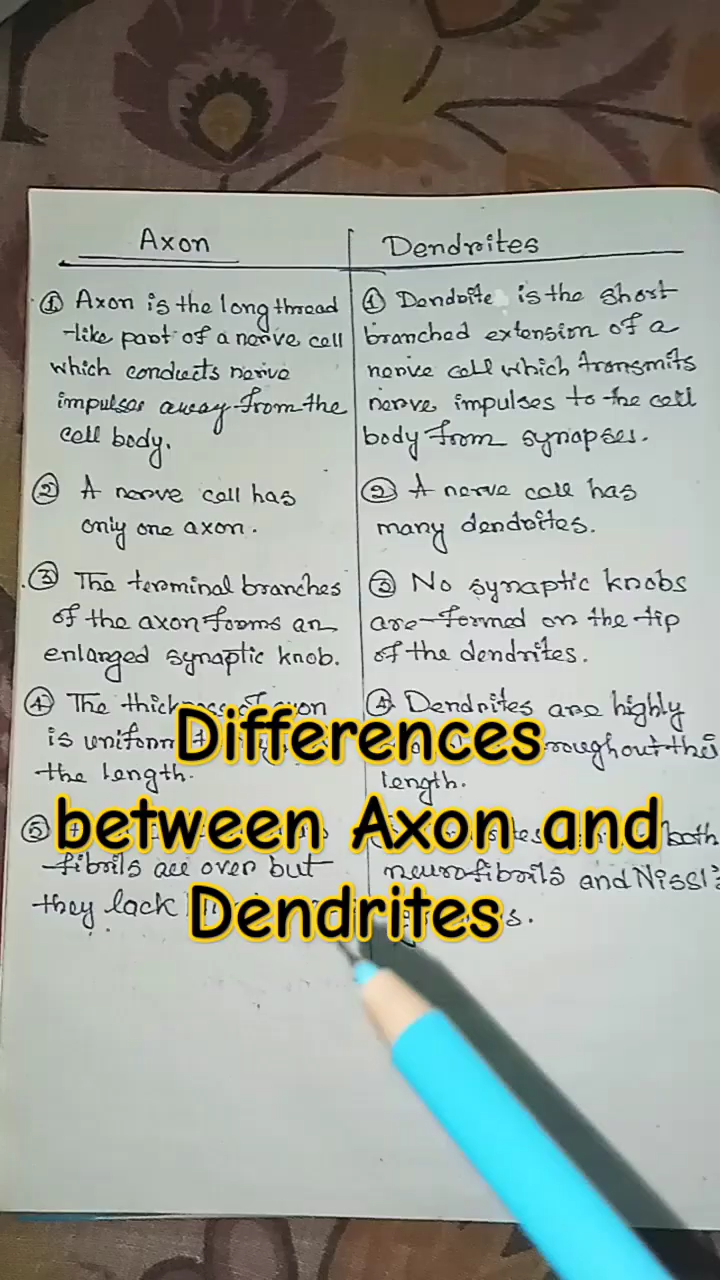 Axon
① Axon is the long thread
-like part of a nerve cell
which conducts nerve
impulses away from the
cell body.
② A nerve cell has
only one axon.
③ The terminal branches
of the axon forms an
enlarged synaptic knob.
④ The thickness of axon
is uniform
the length.
⑤
fibrils all over but
they lack
Dendrites
① Dendrite is the short
branched extension of a
nerve cell which transmits
nerve impulses to the cell
body from synapses.
② A nerve cell has
many dendrites.
③ No synaptic knobs
are formed on the tip
of the dendrites.
④ Dendrites are highly
throughout their
length.
both
neurofibrils and Nissl's
Differences
between Axon and
Dendrites